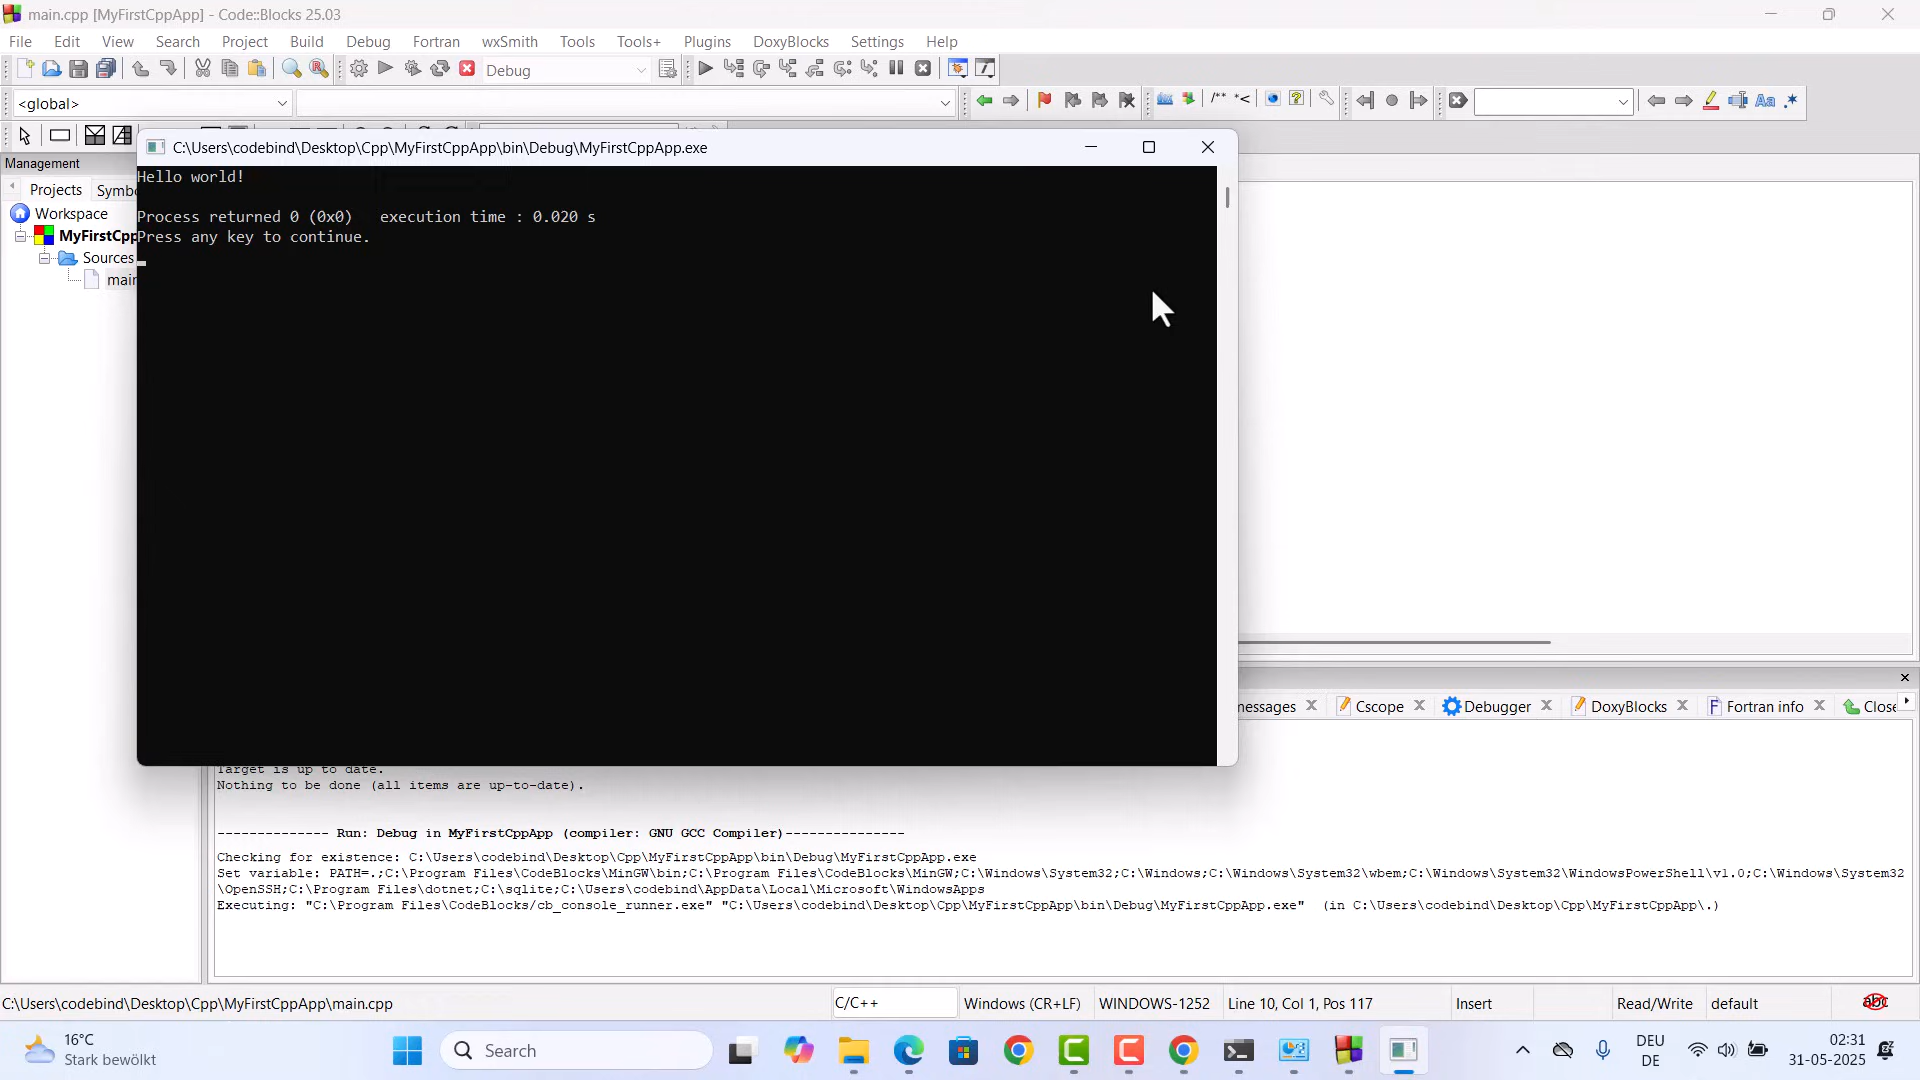 main.cpp [MyFirstCppApp] - Code::Blocks 25.03
File Edit View Search Project Build Debug Fortran wxSmith Tools Tools+ Plugins DoxyBlocks Settings Help
Debug
<global>
/** *<
Aa .*
C:\Users\codebind\Desktop\Cpp\MyFirstCppApp\bin\Debug\MyFirstCppApp.exe
Management
Projects Symbo
Workspace
MyFirstCpp
Sources
main
Hello world!
Process returned 0 (0x0)   execution time : 0.020 s
Press any key to continue.
messages Cscope Debugger DoxyBlocks Fortran info Close
Target is up to date.
Nothing to be done (all items are up-to-date).
-------------- Run: Debug in MyFirstCppApp (compiler: GNU GCC Compiler)---------------
Checking for existence: C:\Users\codebind\Desktop\Cpp\MyFirstCppApp\bin\Debug\MyFirstCppApp.exe
Set variable: PATH=.;C:\Program Files\CodeBlocks\MinGW\bin;C:\Program Files\CodeBlocks\MinGW;C:\Windows\System32;C:\Windows;C:\Windows\System32\wbem;C:\Windows\System32\WindowsPowerShell\v1.0;C:\Windows\System32
\OpenSSH;C:\Program Files\dotnet;C:\sqlite;C:\Users\codebind\AppData\Local\Microsoft\WindowsApps
Executing: "C:\Program Files\CodeBlocks/cb_console_runner.exe" "C:\Users\codebind\Desktop\Cpp\MyFirstCppApp\bin\Debug\MyFirstCppApp.exe"  (in C:\Users\codebind\Desktop\Cpp\MyFirstCppApp\.)
C:\Users\codebind\Desktop\Cpp\MyFirstCppApp\main.cpp C/C++ Windows (CR+LF) WINDOWS-1252 Line 10, Col 1, Pos 117 Insert Read/Write default abc
16°C
Stark bewölkt
Search
DEU
DE
02:31
31-05-2025